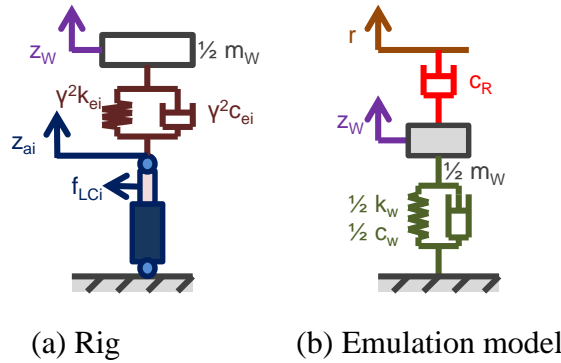 z_W
½ m_W
γ²k_ei
γ²c_ei
z_ai
f_LCi
(a) Rig
r
c_R
z_W
½ m_W
½ k_w
½ c_w
(b) Emulation model